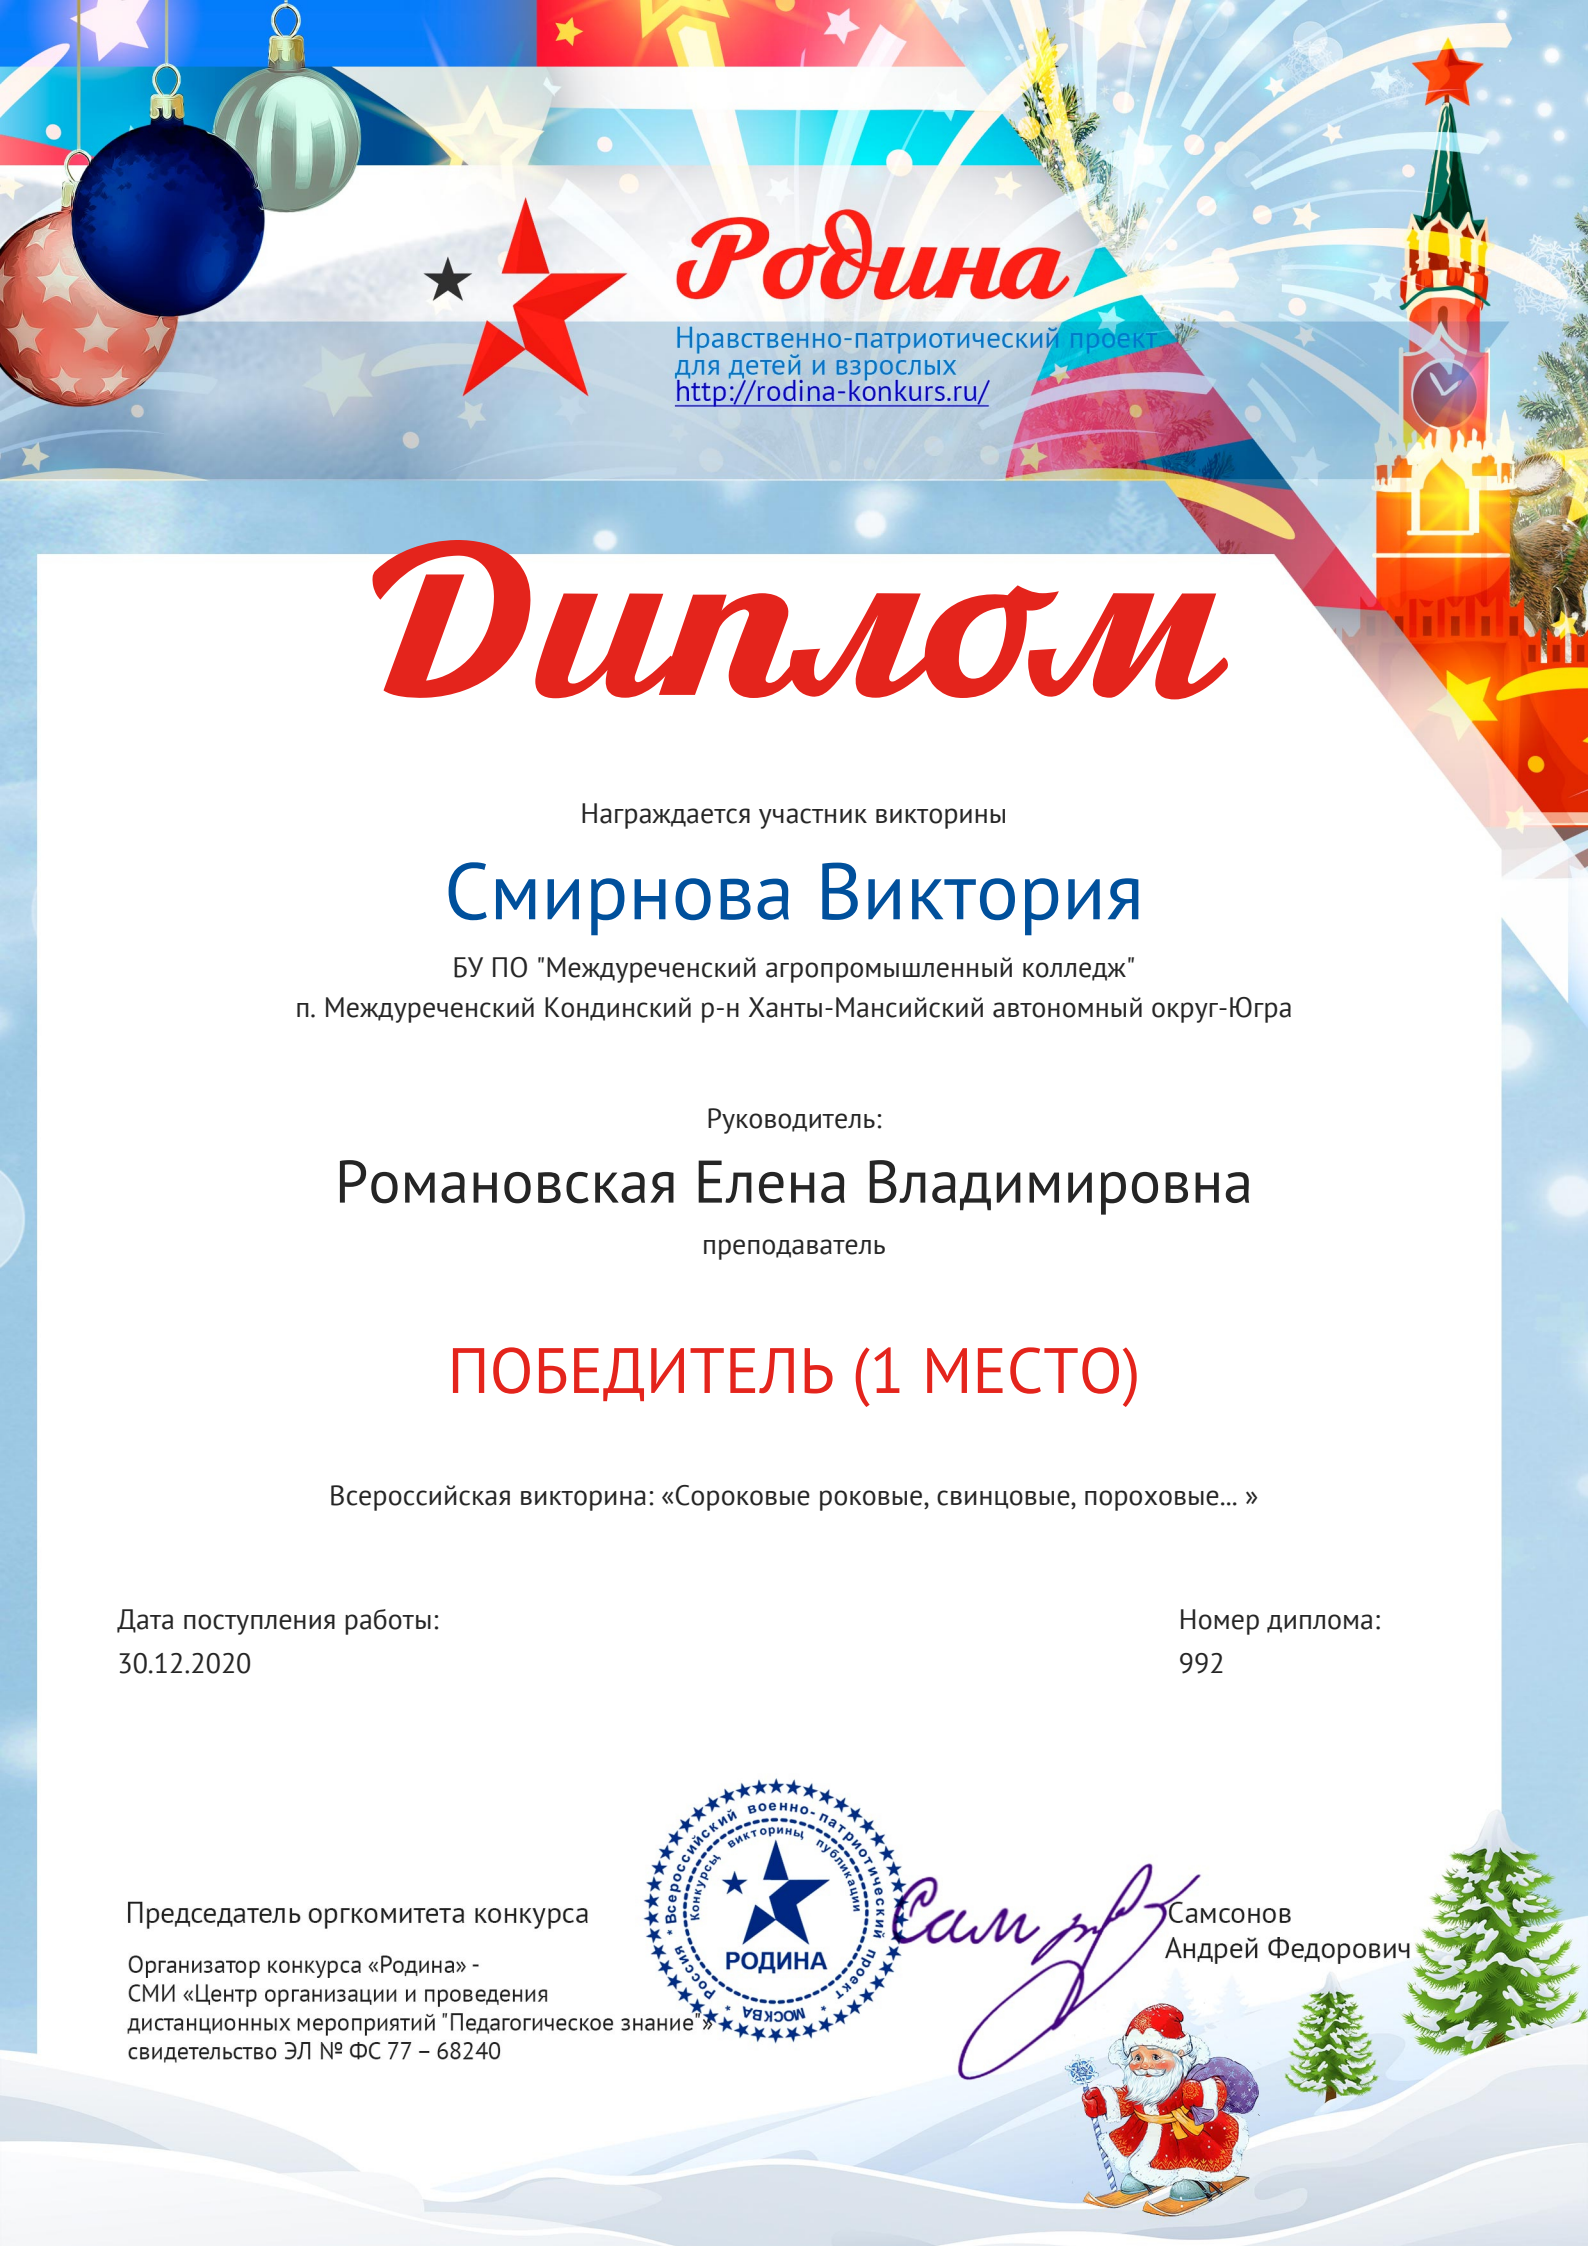 Родина
Нравственно-патриотический проект
для детей и взрослых
http://rodina-konkurs.ru/
Диплом
Награждается участник викторины
Смирнова Виктория
БУ ПО "Междуреченский агропромышленный колледж"
п. Междуреченский Кондинский р-н Ханты-Мансийский автономный округ-Югра
Руководитель:
Романовская Елена Владимировна
преподаватель
ПОБЕДИТЕЛЬ (1 МЕСТО)
Всероссийская викторина: «Сороковые роковые, свинцовые, пороховые... »
Дата поступления работы:
30.12.2020
Номер диплома:
992
Председатель оргкомитета конкурса
Организатор конкурса «Родина» -
СМИ «Центр организации и проведения
дистанционных мероприятий "Педагогическое знание"»
свидетельство ЭЛ № ФС 77 – 68240
Россия * Всероссийский военно-патриотический проект *
МОСКВА *
Конкурсы, викторины, публикации
РОДИНА
Сам
Самсонов
Андрей Федорович